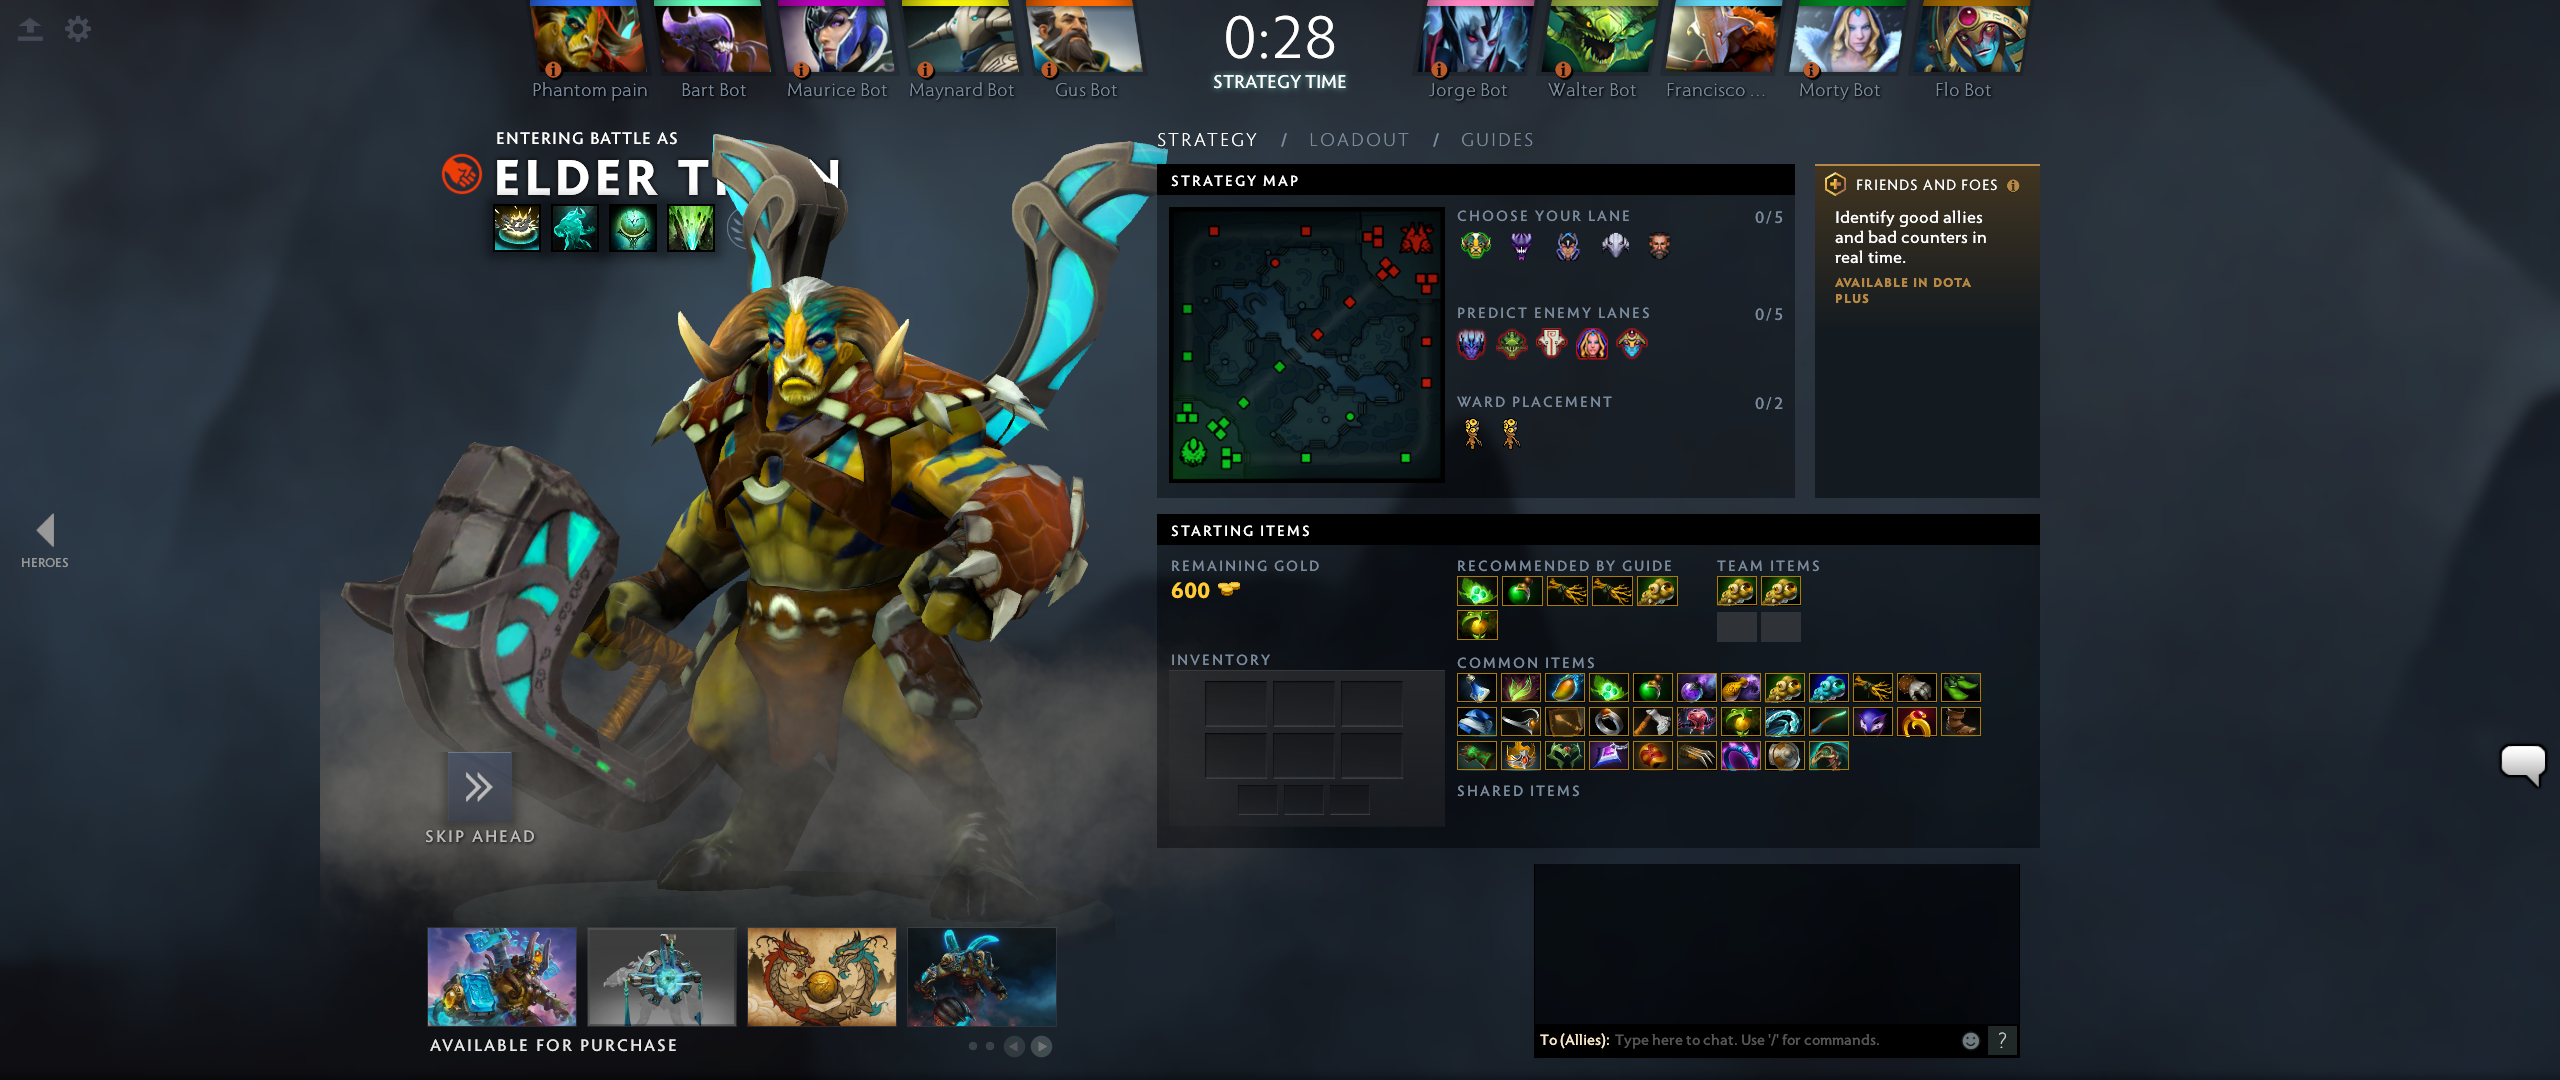 0:28
STRATEGY TIME
Phantom pain
Bart Bot
Maurice Bot
Maynard Bot
Gus Bot
Jorge Bot
Walter Bot
Francisco ...
Morty Bot
Flo Bot
ENTERING BATTLE AS
ELDER
STRATEGY / LOADOUT / GUIDES
STRATEGY MAP
CHOOSE YOUR LANE 0/5
PREDICT ENEMY LANES 0/5
WARD PLACEMENT 0/2
FRIENDS AND FOES
Identify good allies
and bad counters in
real time.
AVAILABLE IN DOTA
PLUS
HEROES
STARTING ITEMS
REMAINING GOLD
600
RECOMMENDED BY GUIDE
TEAM ITEMS
INVENTORY
COMMON ITEMS
SHARED ITEMS
SKIP AHEAD
AVAILABLE FOR PURCHASE
To (Allies): Type here to chat. Use '/' for commands.
?